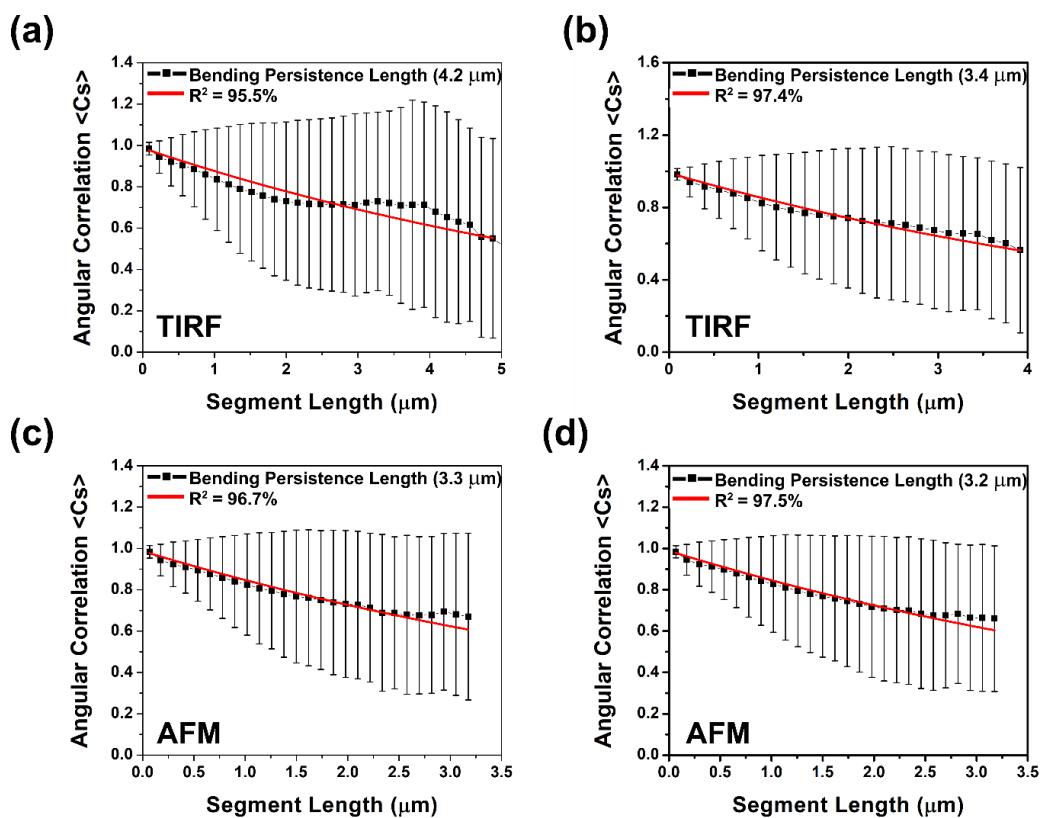 (a)
Angular Correlation <Cs>
1.4
1.2
1.0
0.8
0.6
0.4
0.2
0.0
Bending Persistence Length (4.2 μm)
R² = 95.5%
TIRF
0 1 2 3 4 5
Segment Length (μm)
(b)
Angular Correlation <Cs>
1.6
1.2
0.8
0.4
0.0
Bending Persistence Length (3.4 μm)
R² = 97.4%
TIRF
0 1 2 3 4
Segment Length (μm)
(c)
Angular Correlation <Cs>
1.4
1.2
1.0
0.8
0.6
0.4
0.2
0.0
Bending Persistence Length (3.3 μm)
R² = 96.7%
AFM
0.0 0.5 1.0 1.5 2.0 2.5 3.0 3.5
Segment Length (μm)
(d)
Angular Correlation <Cs>
1.4
1.2
1.0
0.8
0.6
0.4
0.2
0.0
Bending Persistence Length (3.2 μm)
R² = 97.5%
AFM
0.0 0.5 1.0 1.5 2.0 2.5 3.0 3.5
Segment Length (μm)